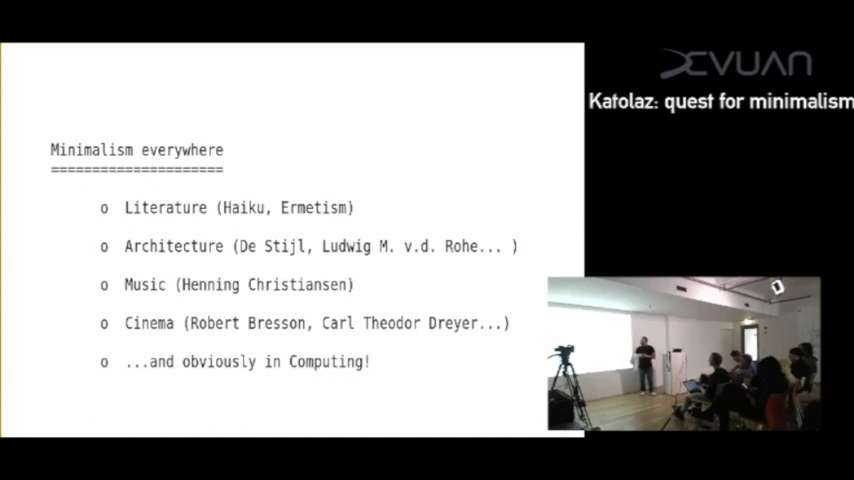 DEVUAN
Katolaz: quest for minimalism
Minimalism everywhere
=====================
o Literature (Haiku, Ermetism)
o Architecture (De Stijl, Ludwig M. v.d. Rohe... )
o Music (Henning Christiansen)
o Cinema (Robert Bresson, Carl Theodor Dreyer...)
o ...and obviously in Computing!